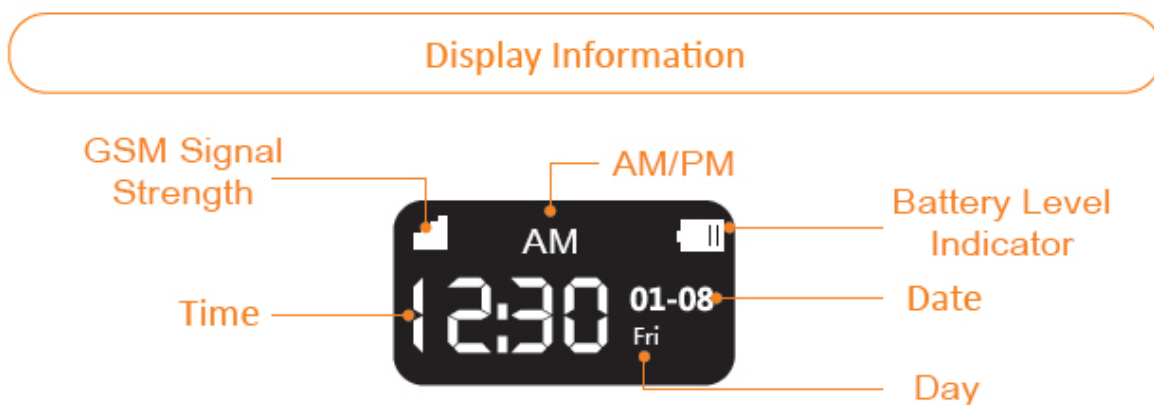 Display Information
GSM Signal
Strength
AM/PM
Battery Level
Indicator
AM
Time
12:30
01-08
Date
Fri
Day